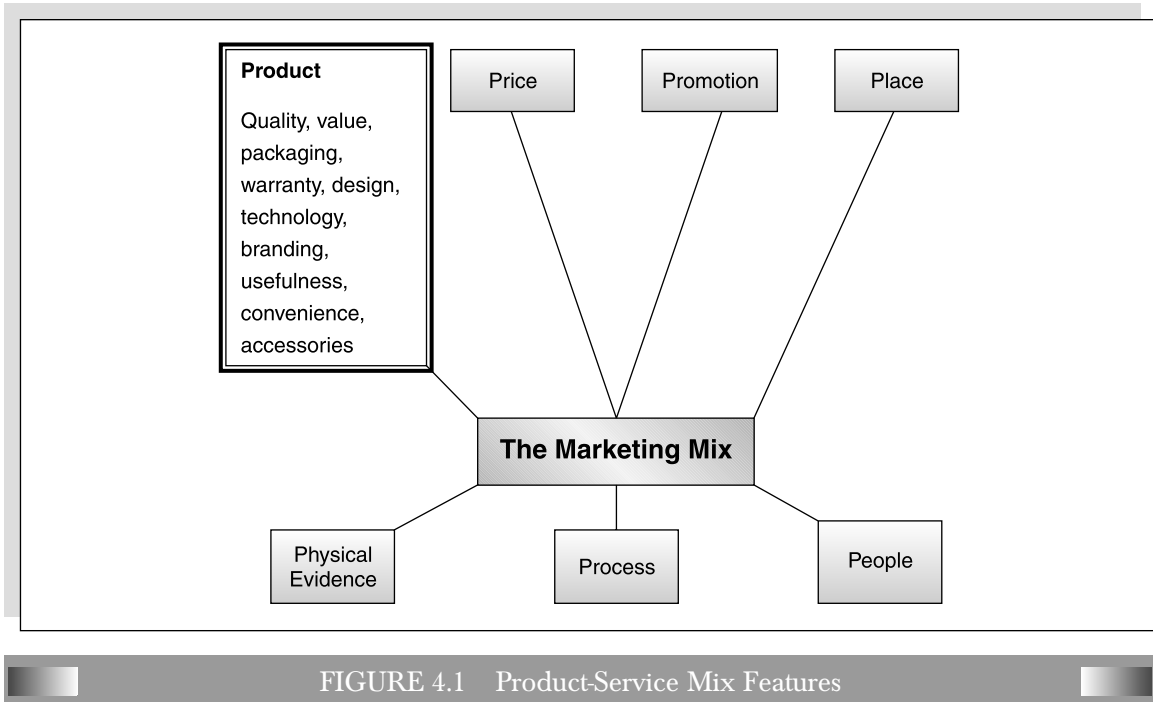 Product
Quality, value,
packaging,
warranty, design,
technology,
branding,
usefulness,
convenience,
accessories
Price
Promotion
Place
The Marketing Mix
Physical
Evidence
Process
People
FIGURE 4.1 Product-Service Mix Features